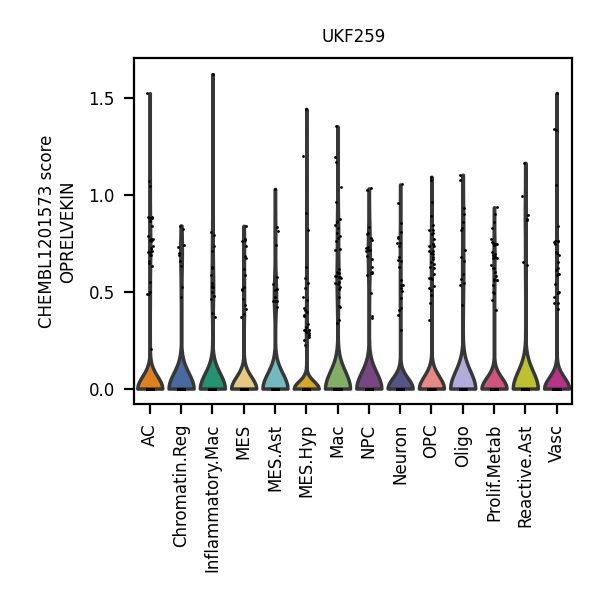 UKF259
CHEMBL1201573 score
OPRELVEKIN
1.5
1.0
0.5
0.0
AC
Chromatin.Reg
Inflammatory.Mac
MES
MES.Ast
MES.Hyp
Mac
NPC
Neuron
OPC
Oligo
Prolif.Metab
Reactive.Ast
Vasc